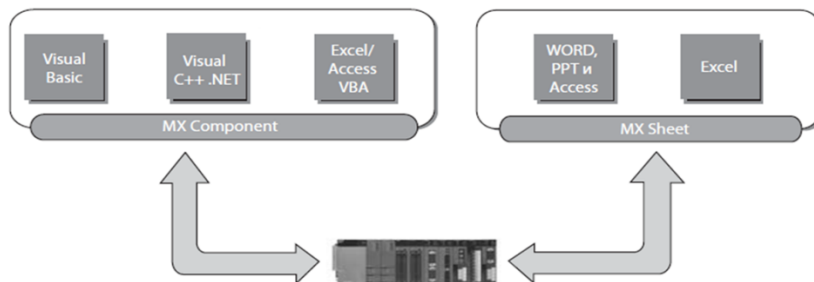 Visual
Basic
Visual
C++ .NET
Excel/
Access
VBA
MX Component
WORD,
PPT и
Access
Excel
MX Sheet